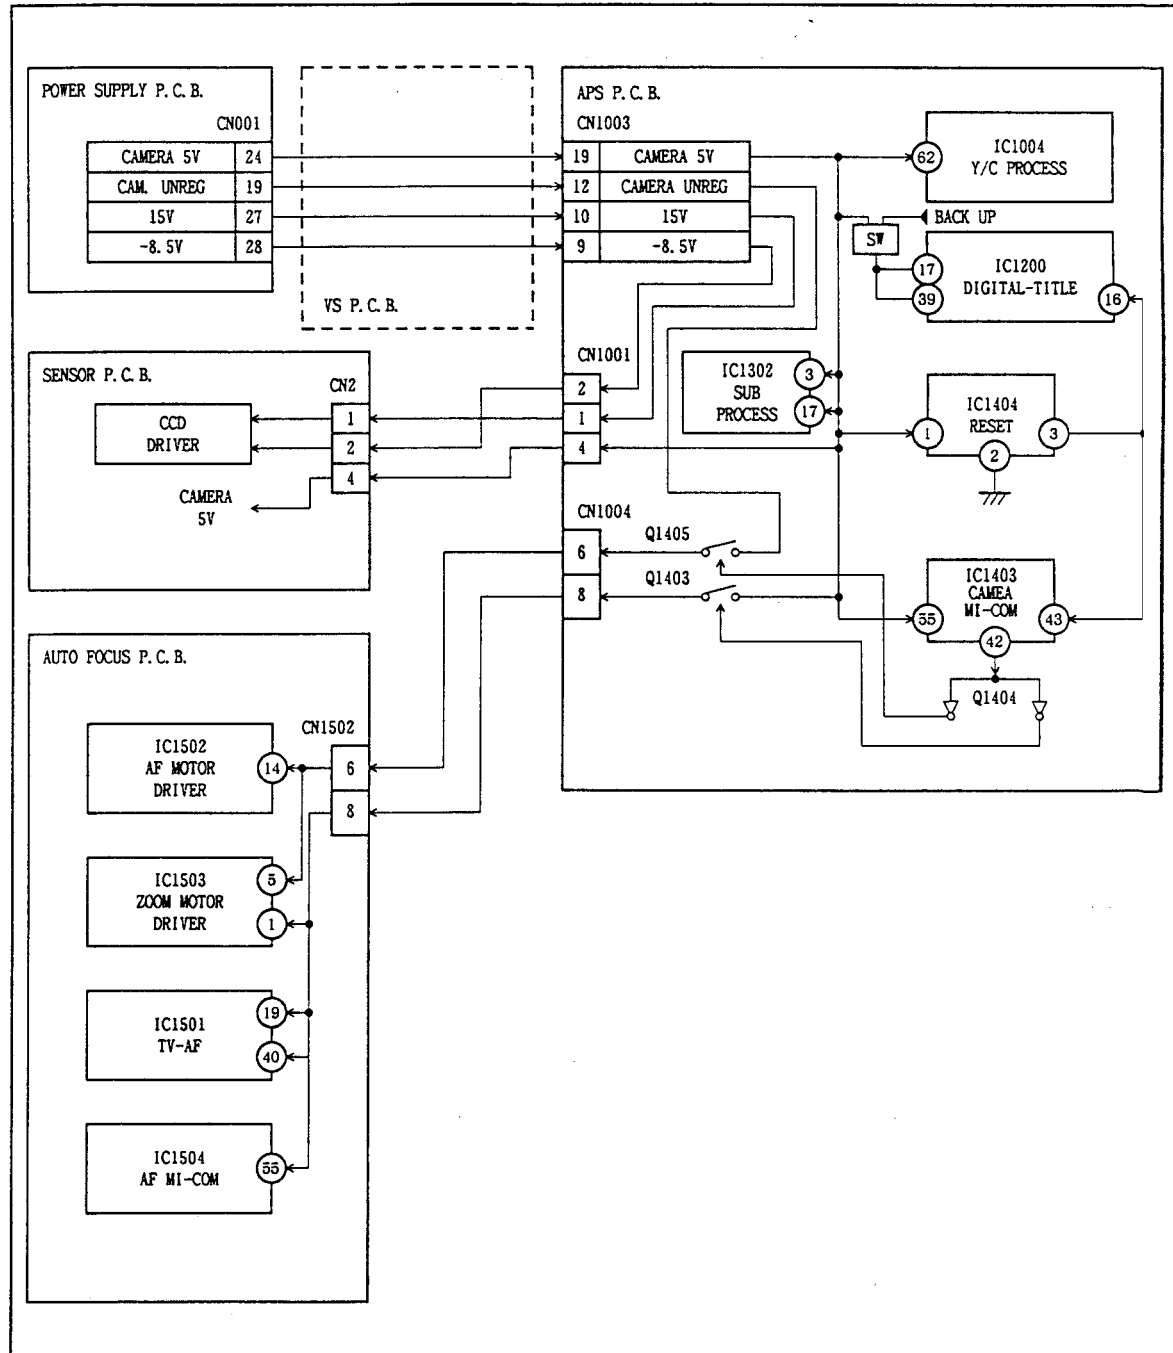 POWER SUPPLY P. C. B.
CN001
CAMERA 5V 24
CAM. UNREG 19
15V 27
-8. 5V 28
VS P. C. B.
APS P. C. B.
CN1003
19 CAMERA 5V
12 CAMERA UNREG
10 15V
9 -8. 5V
62
IC1004
Y/C PROCESS
BACK UP
SW
17
39
IC1200
DIGITAL-TITLE
16
SENSOR P. C. B.
CN2
CCD
DRIVER
1
2
4
CAMERA
5V
CN1001
2
1
4
IC1302
SUB
PROCESS
3
17
IC1404
RESET
1
2
3
CN1004
6
8
Q1405
Q1403
IC1403
CAMEA
MI-COM
55
42
43
Q1404
AUTO FOCUS P. C. B.
CN1502
6
8
IC1502
AF MOTOR
DRIVER
14
IC1503
ZOOM MOTOR
DRIVER
5
1
IC1501
TV-AF
19
40
IC1504
AF MI-COM
55